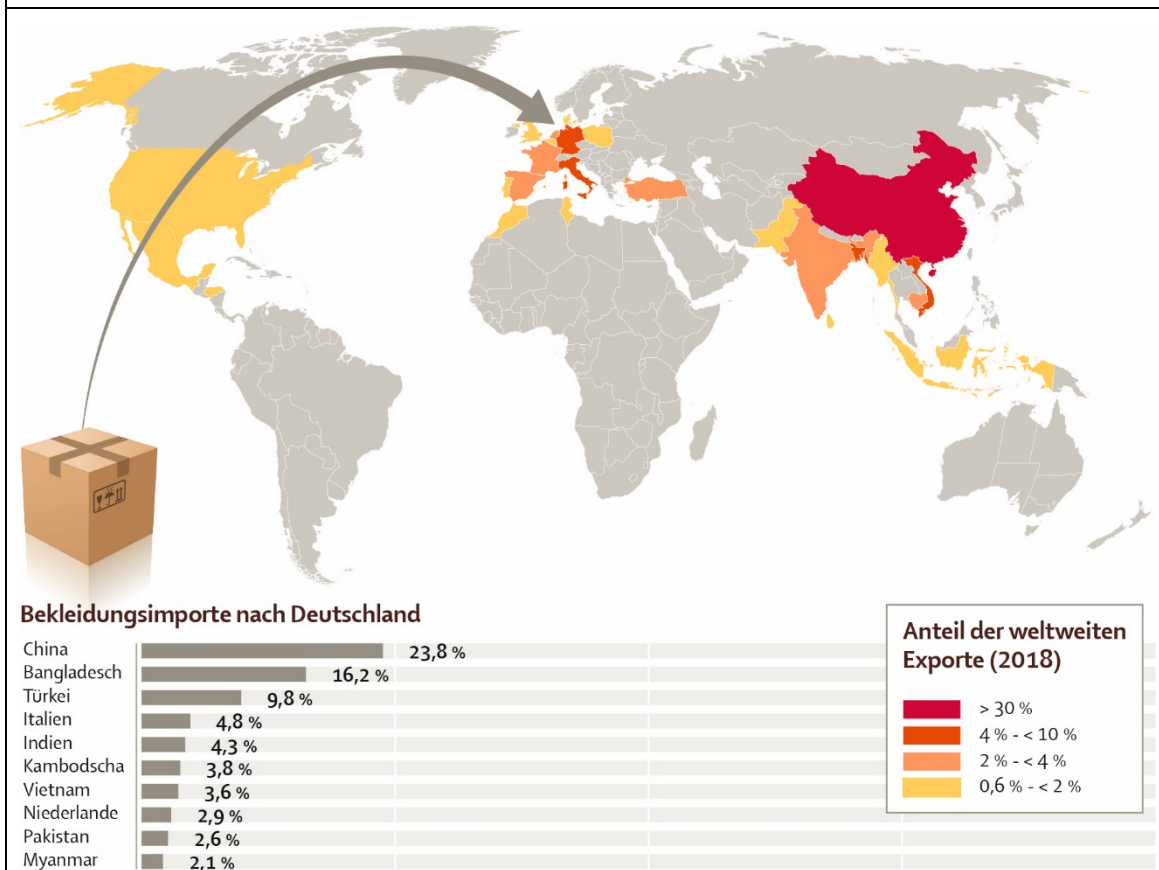 Bekleidungsimporte nach Deutschland
China 23,8 %
Bangladesch 16,2 %
Türkei 9,8 %
Italien 4,8 %
Indien 4,3 %
Kambodscha 3,8 %
Vietnam 3,6 %
Niederlande 2,9 %
Pakistan 2,6 %
Myanmar 2,1 %
Anteil der weltweiten
Exporte (2018)
> 30 %
4 % - < 10 %
2 % - < 4 %
0,6 % - < 2 %